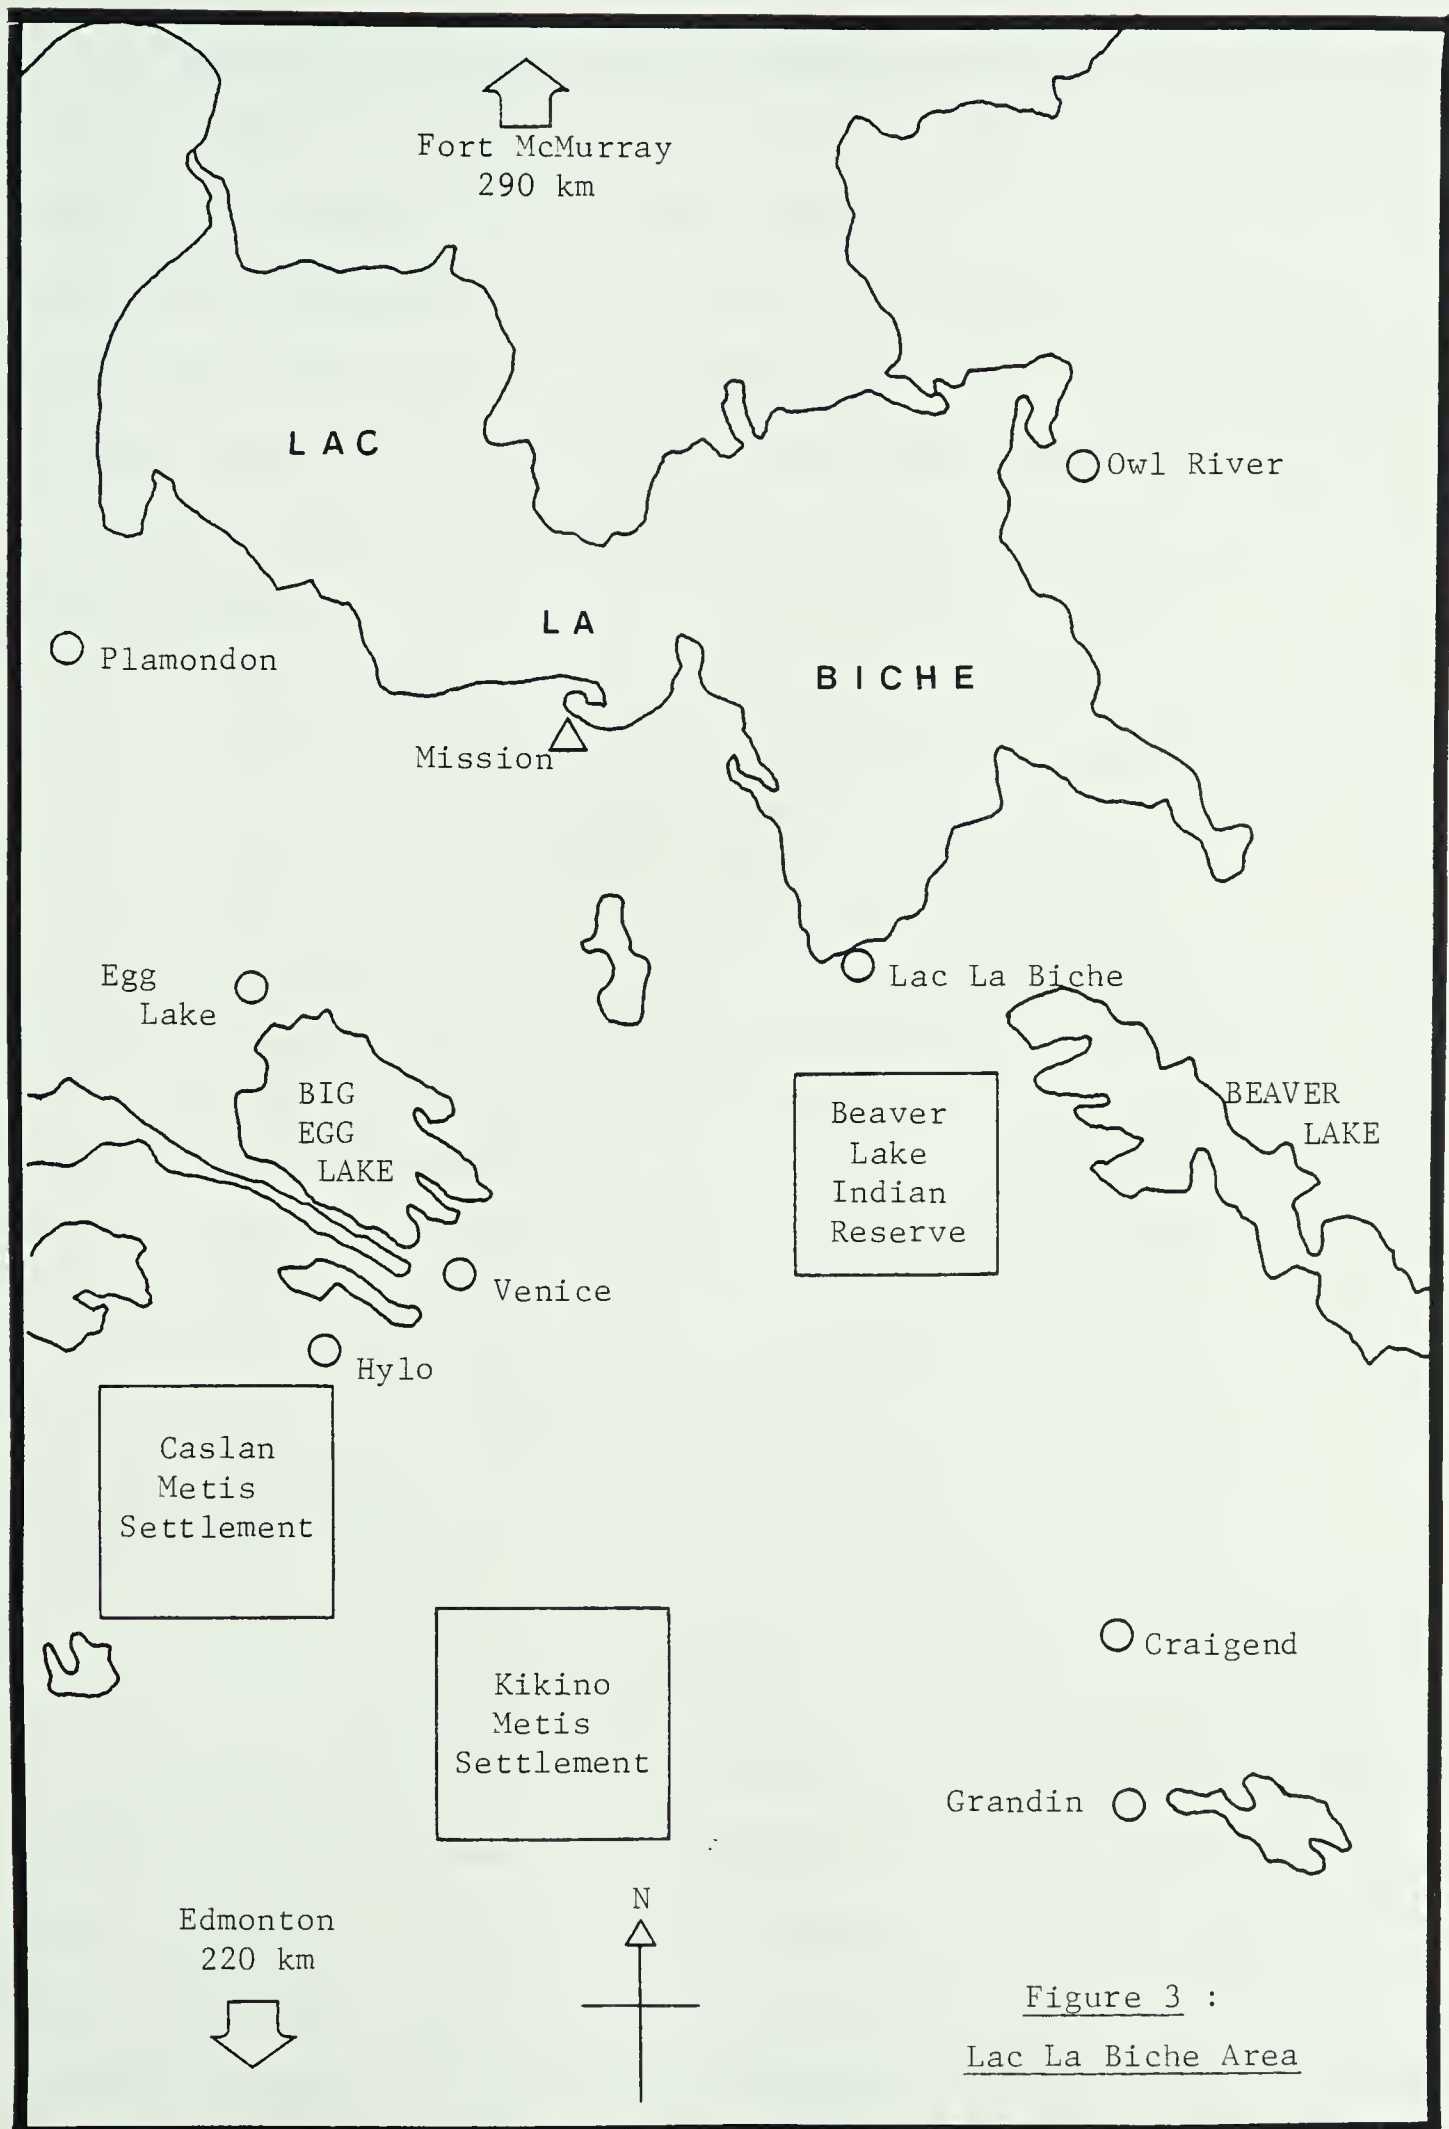 Fort McMurray
290 km
LAC
Owl River
LA
Plamondon
BICHE
Mission
Egg
Lake
Lac La Biche
BIG
EGG
LAKE
BEAVER
LAKE
Beaver
Lake
Indian
Reserve
Venice
Hylo
Caslan
Metis
Settlement
Craigend
Kikino
Metis
Settlement
Grandin
N
Edmonton
220 km
Figure 3 :
Lac La Biche Area